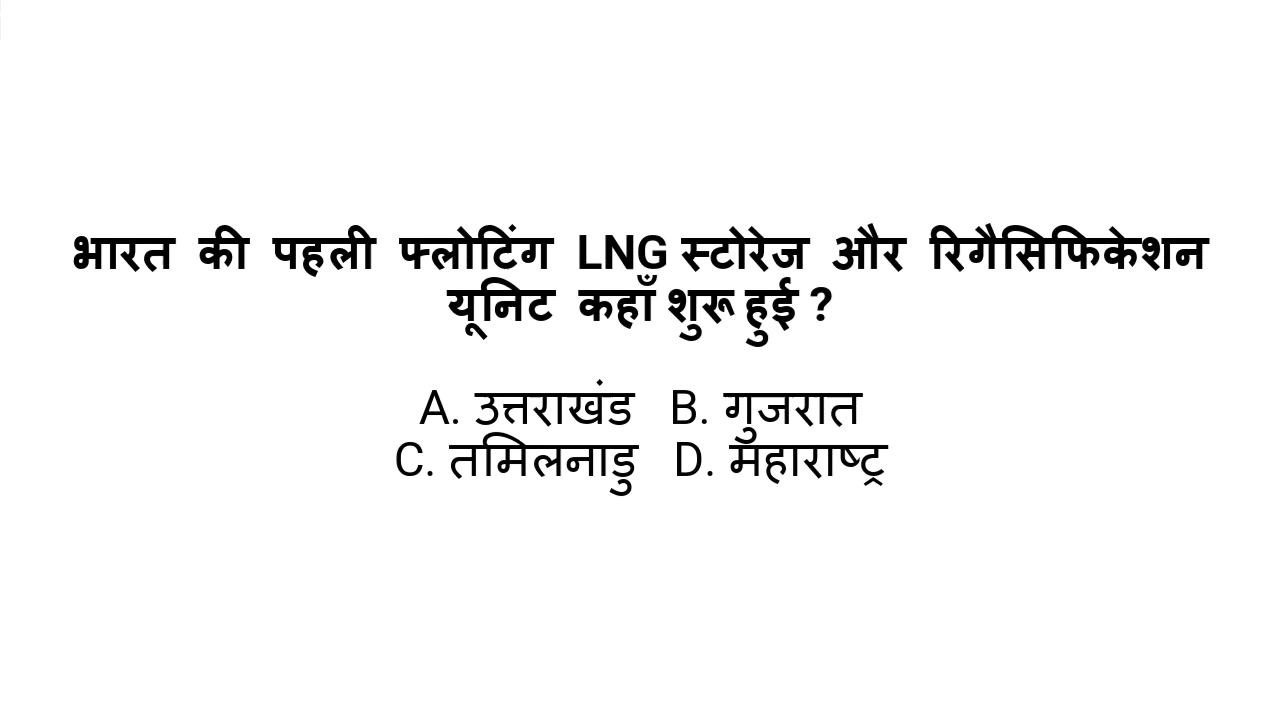 भारत की पहली फ्लोटिंग LNG स्टोरेज और रिगैसिफिकेशन
यूनिट कहाँ शुरू हुई ?
A. उत्तराखंड B. गुजरात
C. तमिलनाडु D. महाराष्ट्र